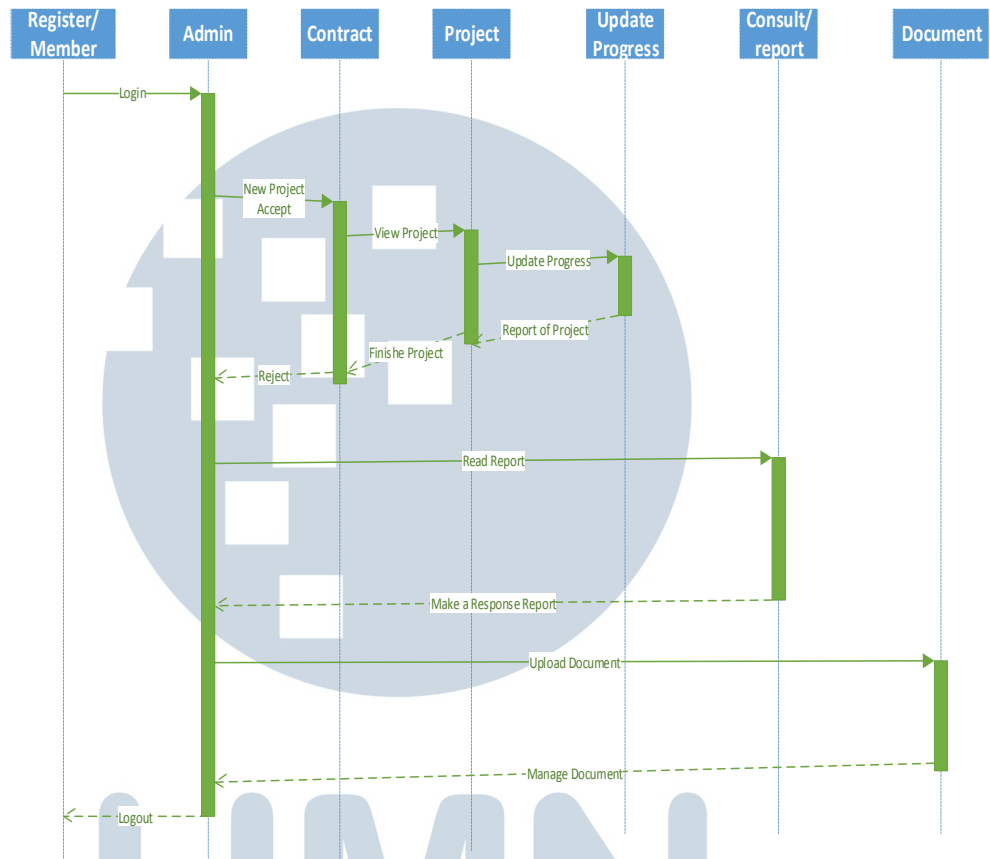 Register/
Member
Admin
Contract
Project
Update
Progress
Consult/
report
Document
Login
New Project
Accept
View Project
Update Progress
Report of Project
Finishe Project
Reject
Read Report
Make a Response Report
Upload Document
Manage Document
Logout